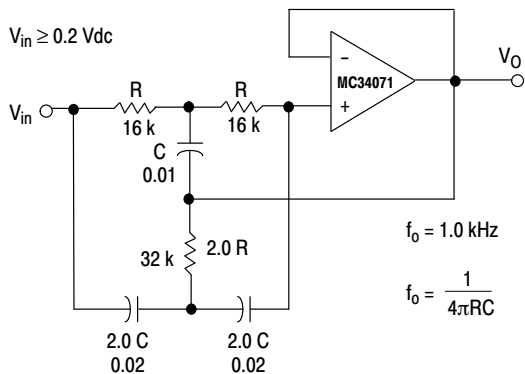 V_in ≥ 0.2 Vdc
V_in
R
16 k
R
16 k
−
+
MC34071
V_O
C
0.01
32 k
2.0 R
2.0 C
0.02
2.0 C
0.02
f_o = 1.0 kHz
f_o = 1 / 4πRC